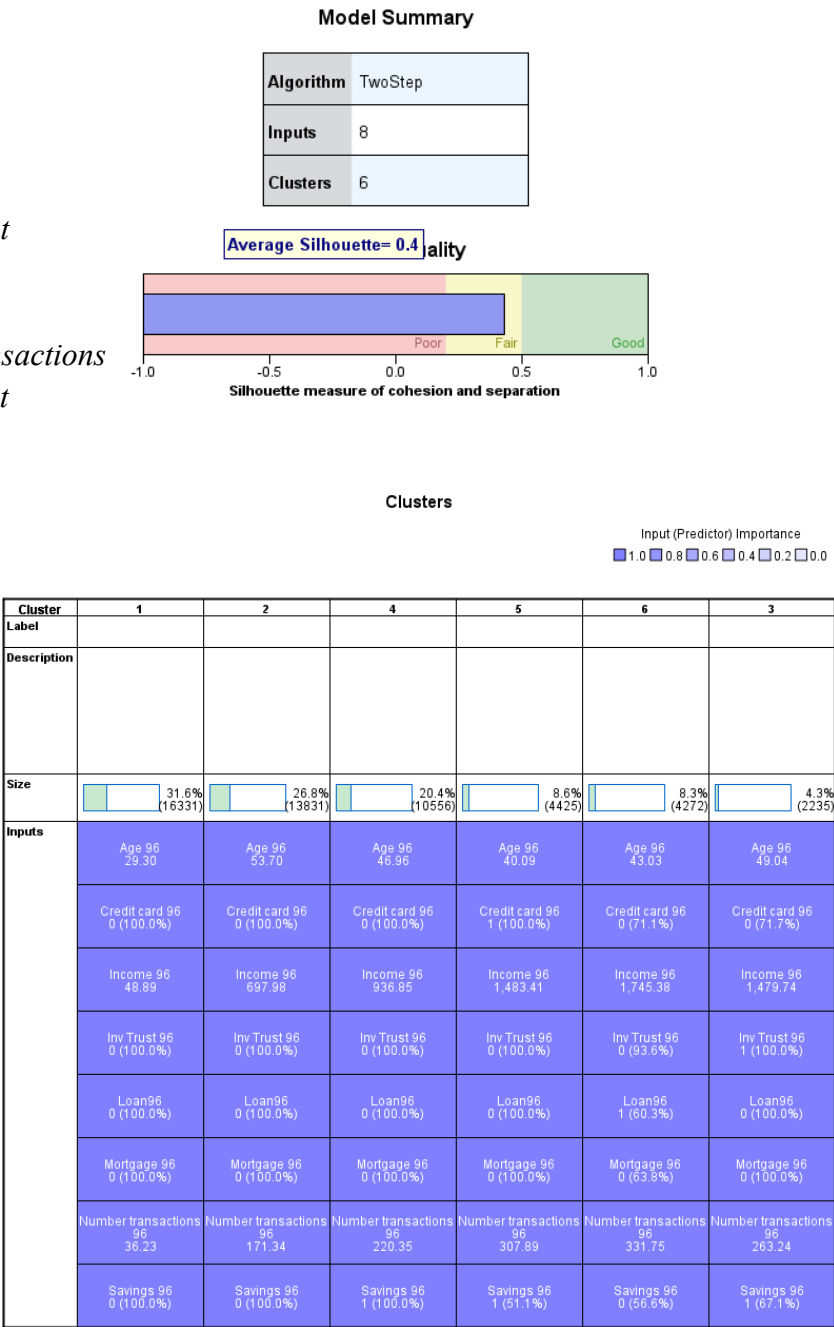 Model Summary
Algorithm TwoStep
Inputs 8
Clusters 6
t
Average Silhouette= 0.4 ality
Poor Fair Good
sactions
-1.0 -0.5 0.0 0.5 1.0
t
Silhouette measure of cohesion and separation
Clusters
Input (Predictor) Importance
1.0 0.8 0.6 0.4 0.2 0.0
Cluster 1 2 4 5 6 3
Label
Description
Size 31.6% 26.8% 20.4% 8.6% 8.3% 4.3%
(16331) (13831) (10556) (4425) (4272) (2235)
Inputs
Age 96 Age 96 Age 96 Age 96 Age 96 Age 96
29.30 53.70 46.96 40.09 43.03 49.04
Credit card 96 Credit card 96 Credit card 96 Credit card 96 Credit card 96 Credit card 96
0 (100.0%) 0 (100.0%) 0 (100.0%) 1 (100.0%) 0 (71.1%) 0 (71.7%)
Income 96 Income 96 Income 96 Income 96 Income 96 Income 96
48.89 697.98 936.85 1,483.41 1,745.38 1,479.74
Inv Trust 96 Inv Trust 96 Inv Trust 96 Inv Trust 96 Inv Trust 96 Inv Trust 96
0 (100.0%) 0 (100.0%) 0 (100.0%) 0 (100.0%) 0 (93.6%) 1 (100.0%)
Loan96 Loan96 Loan96 Loan96 Loan96 Loan96
0 (100.0%) 0 (100.0%) 0 (100.0%) 0 (100.0%) 1 (60.3%) 0 (100.0%)
Mortgage 96 Mortgage 96 Mortgage 96 Mortgage 96 Mortgage 96 Mortgage 96
0 (100.0%) 0 (100.0%) 0 (100.0%) 0 (100.0%) 0 (63.8%) 0 (100.0%)
Number transactions Number transactions Number transactions Number transactions Number transactions Number transactions
96 96 96 96 96 96
36.23 171.34 220.35 307.89 331.75 263.24
Savings 96 Savings 96 Savings 96 Savings 96 Savings 96 Savings 96
0 (100.0%) 0 (100.0%) 1 (100.0%) 1 (51.1%) 0 (56.6%) 1 (67.1%)